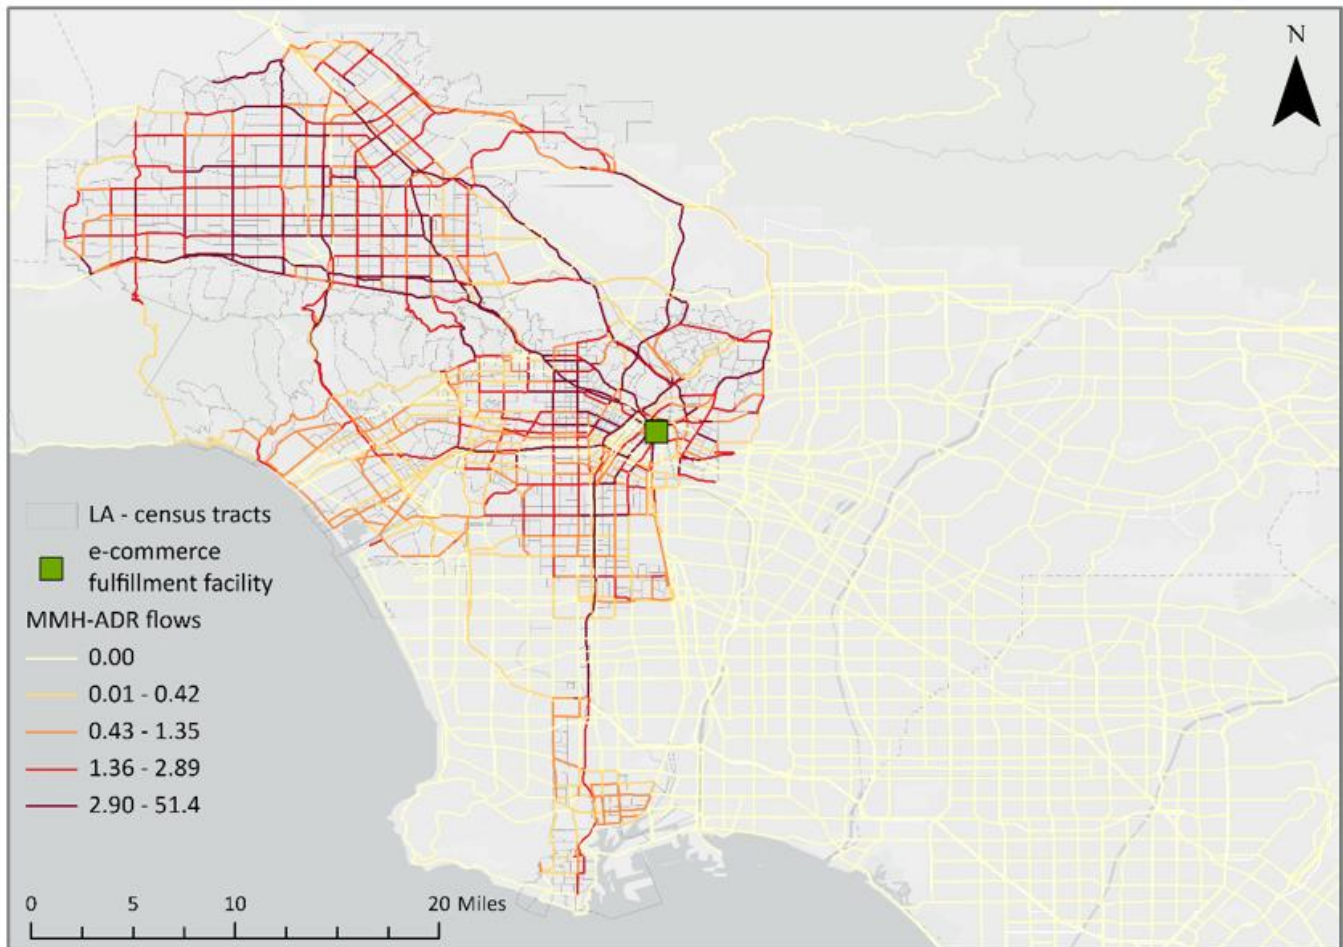 N
LA - census tracts
e-commerce
fulfillment facility
MMH-ADR flows
0.00
0.01 - 0.42
0.43 - 1.35
1.36 - 2.89
2.90 - 51.4
0 5 10 20 Miles